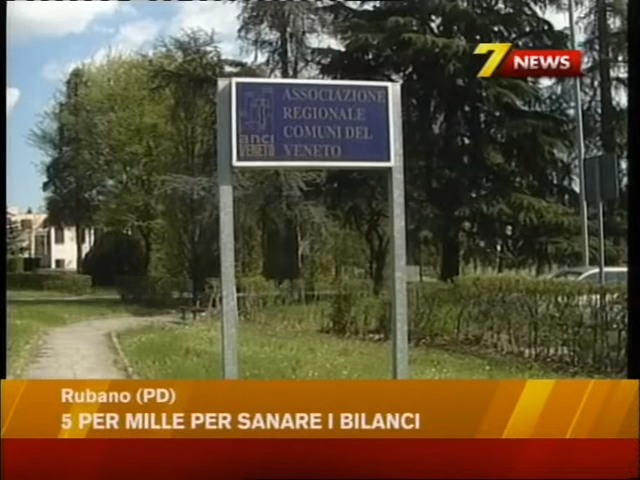 7 NEWS
ASSOCIAZIONE
REGIONALE
COMUNI DEL
VENETO
anci
VENETO
Rubano (PD)
5 PER MILLE PER SANARE I BILANCI